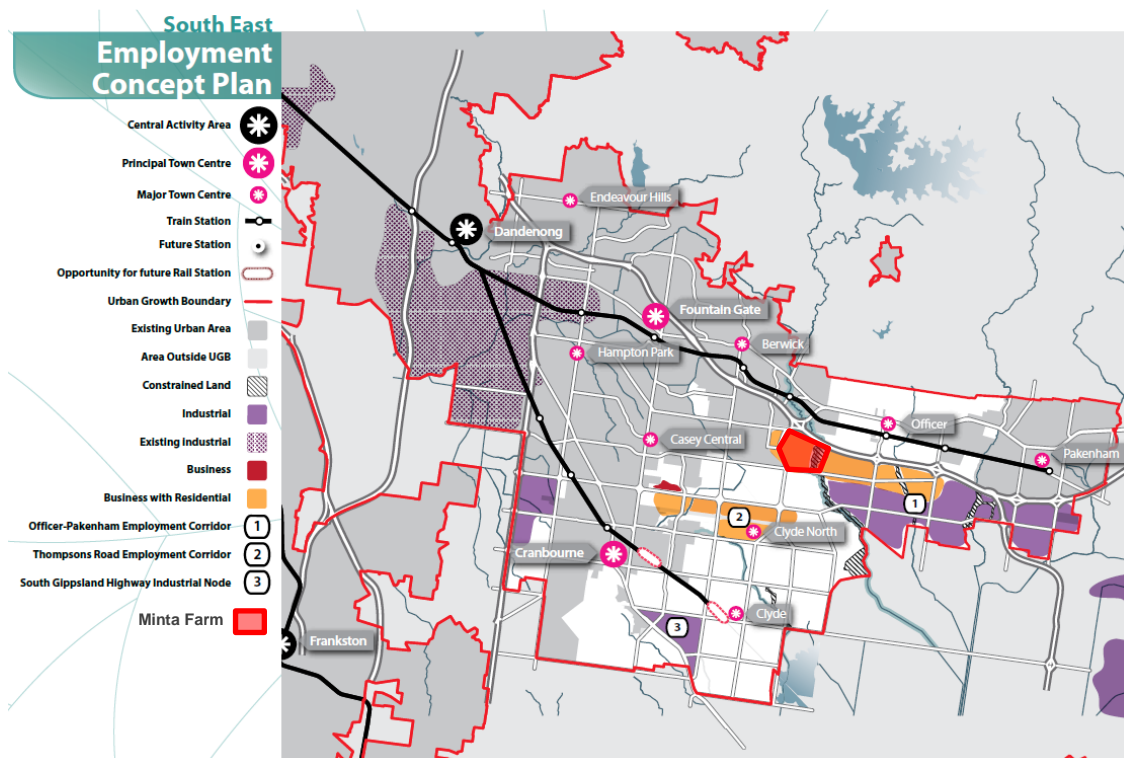 South East
Employment
Concept Plan
Central Activity Area
Principal Town Centre
Major Town Centre
Train Station
Future Station
Opportunity for future Rail Station
Urban Growth Boundary
Existing Urban Area
Area Outside UGB
Constrained Land
Industrial
Existing Industrial
Business
Business with Residential
Officer-Pakenham Employment Corridor 1
Thompsons Road Employment Corridor 2
South Gippsland Highway Industrial Node 3
Minta Farm
Endeavour Hills
Dandenong
Fountain Gate
Berwick
Hampton Park
Officer
Casey Central
Pakenham
1
2
Clyde North
Cranbourne
Clyde
3
Frankston